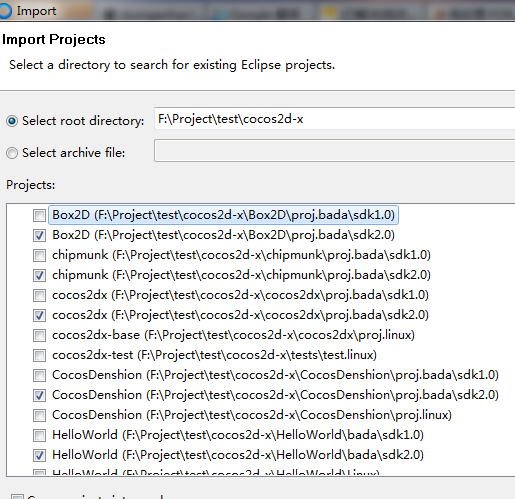 Import
Import Projects
Select a directory to search for existing Eclipse projects.
Select root directory: F:\Project\test\cocos2d-x
Select archive file:
Projects:
Box2D (F:\Project\test\cocos2d-x\Box2D\proj.bada\sdk1.0)
Box2D (F:\Project\test\cocos2d-x\Box2D\proj.bada\sdk2.0)
chipmunk (F:\Project\test\cocos2d-x\chipmunk\proj.bada\sdk1.0)
chipmunk (F:\Project\test\cocos2d-x\chipmunk\proj.bada\sdk2.0)
cocos2dx (F:\Project\test\cocos2d-x\cocos2dx\proj.bada\sdk1.0)
cocos2dx (F:\Project\test\cocos2d-x\cocos2dx\proj.bada\sdk2.0)
cocos2dx-base (F:\Project\test\cocos2d-x\cocos2dx\proj.linux)
cocos2dx-test (F:\Project\test\cocos2d-x\tests\test.linux)
CocosDenshion (F:\Project\test\cocos2d-x\CocosDenshion\proj.bada\sdk1.0)
CocosDenshion (F:\Project\test\cocos2d-x\CocosDenshion\proj.bada\sdk2.0)
CocosDenshion (F:\Project\test\cocos2d-x\CocosDenshion\proj.linux)
HelloWorld (F:\Project\test\cocos2d-x\HelloWorld\bada\sdk1.0)
HelloWorld (F:\Project\test\cocos2d-x\HelloWorld\bada\sdk2.0)
HelloWorld (F:\Project\test\cocos2d-x\HelloWorld\Linux)